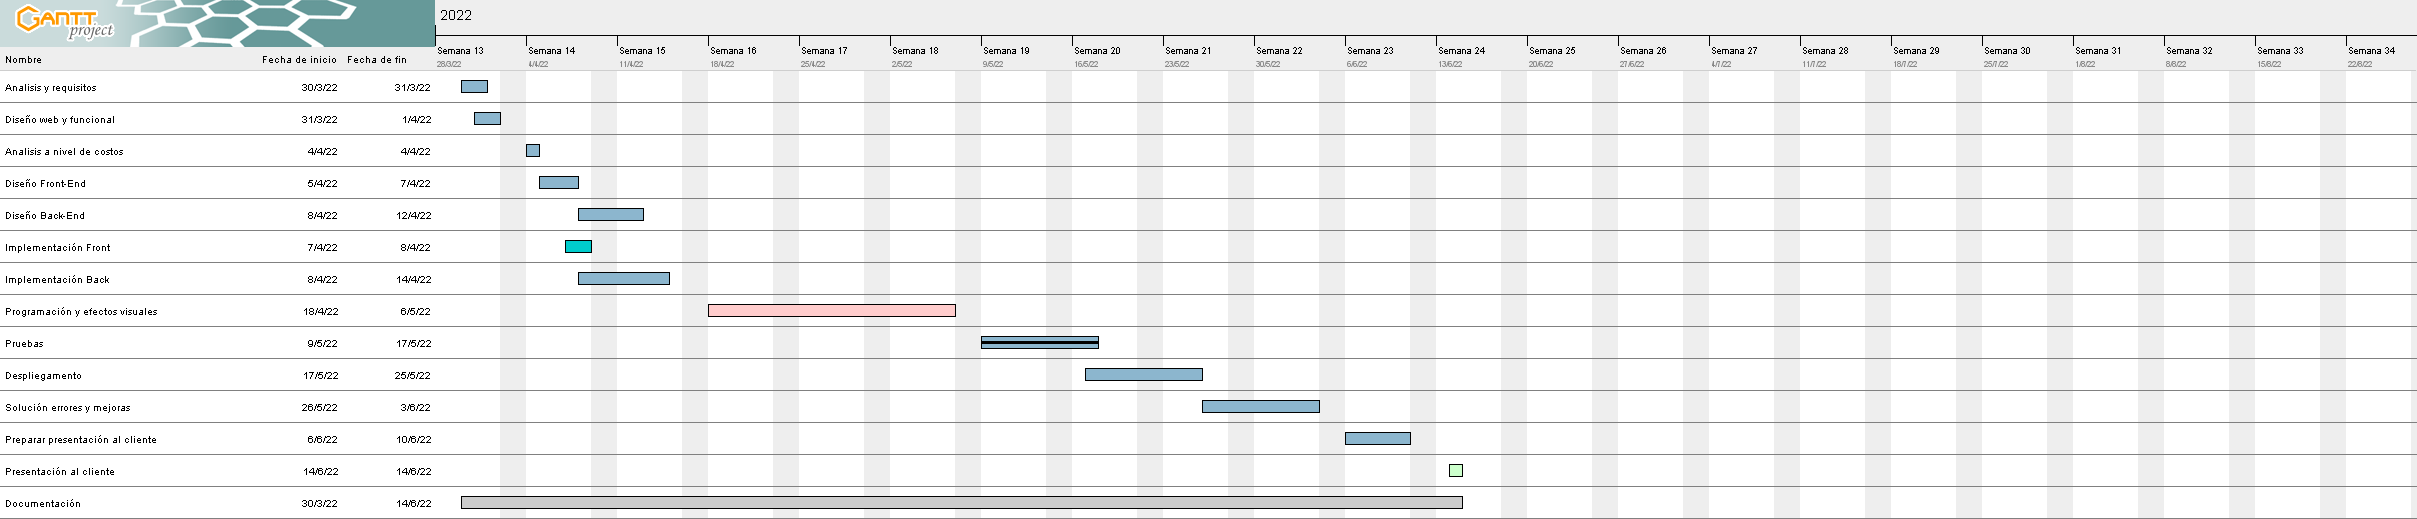 GANTT
project
2022
Semana 13 Semana 14 Semana 15 Semana 16 Semana 17 Semana 18 Semana 19 Semana 20 Semana 21 Semana 22 Semana 23 Semana 24 Semana 25 Semana 26 Semana 27 Semana 28 Semana 29 Semana 30 Semana 31 Semana 32 Semana 33 Semana 34
Nombre Fecha de inicio Fecha de fin
28/3/22 4/4/22 11/4/22 18/4/22 25/4/22 2/5/22 9/5/22 16/5/22 23/5/22 30/5/22 6/6/22 13/6/22 20/6/22 27/6/22 4/7/22 11/7/22 18/7/22 25/7/22 1/8/22 8/8/22 15/8/22 22/8/22
Analisis y requisitos 30/3/22 31/3/22
Diseño web y funcional 31/3/22 1/4/22
Analisis a nivel de costos 4/4/22 4/4/22
Diseño Front-End 5/4/22 7/4/22
Diseño Back-End 8/4/22 12/4/22
Implementación Front 7/4/22 8/4/22
Implementación Back 8/4/22 14/4/22
Programación y efectos visuales 18/4/22 6/5/22
Pruebas 9/5/22 17/5/22
Despliegamento 17/5/22 25/5/22
Solución errores y mejoras 26/5/22 3/6/22
Preparar presentación al cliente 6/6/22 10/6/22
Presentación al cliente 14/6/22 14/6/22
Documentación 30/3/22 14/6/22